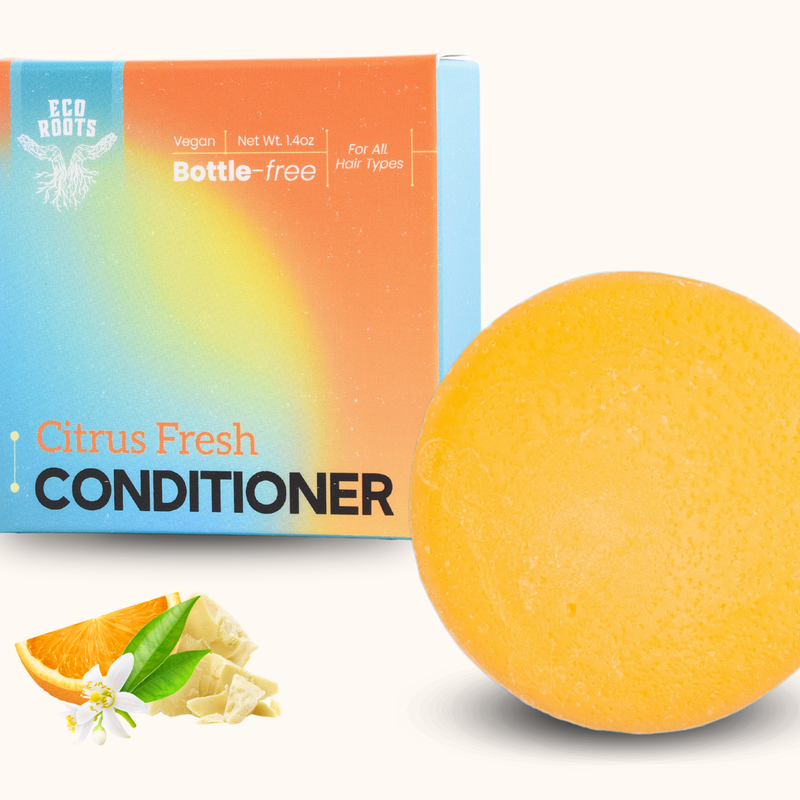 ECO
ROOTS
Vegan
Net Wt. 1.4oz
Bottle-free
For All
Hair Types
Citrus Fresh
CONDITIONER